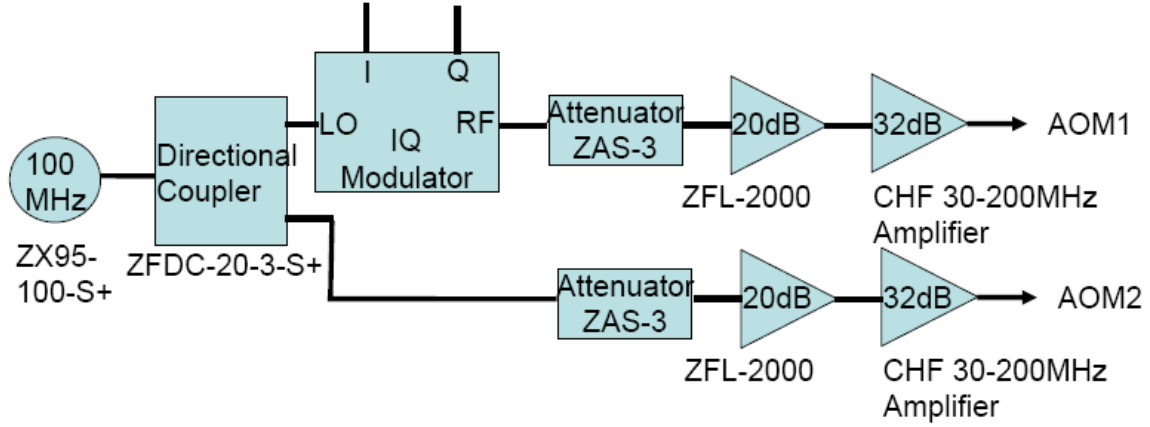 I
Q
LO
RF
IQ
Modulator
100
MHz
ZX95-
100-S+
Directional
Coupler
ZFDC-20-3-S+
Attenuator
ZAS-3
20dB
ZFL-2000
32dB
CHF 30-200MHz
Amplifier
AOM1
Attenuator
ZAS-3
20dB
ZFL-2000
32dB
CHF 30-200MHz
Amplifier
AOM2